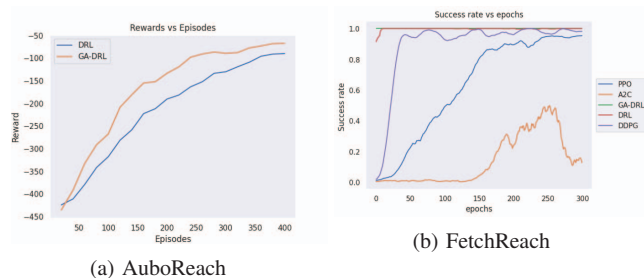 Rewards vs Episodes
DRL
GA-DRL
−50
−100
−150
−200
−250
−300
−350
−400
−450
Reward
50 100 150 200 250 300 350 400
Episodes
(a) AuboReach
Success rate vs epochs
1.0
0.8
0.6
0.4
0.2
0.0
Success rate
0 50 100 150 200 250 300
epochs
PPO
A2C
GA-DRL
DRL
DDPG
(b) FetchReach